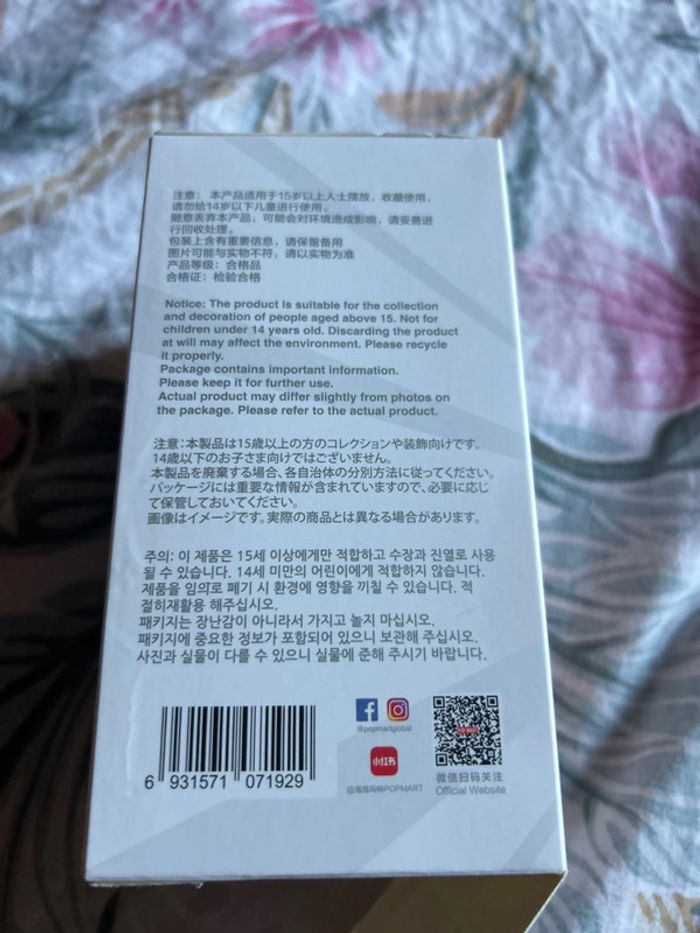 注意： 本产品适用于15岁以上人士摆放，收藏使用，
请勿给14岁以下儿童进行使用。
随意丢弃本产品，可能会对环境造成影响，请妥善进
行回收处理。
包装上含有重要信息，请保留备用
图片可能与实物不符，请以实物为准
产品等级：合格品
合格证：检验合格
Notice: The product is suitable for the collection
and decoration of people aged above 15. Not for
children under 14 years old. Discarding the product
at will may affect the environment. Please recycle
it properly.
Package contains important information.
Please keep it for further use.
Actual product may differ slightly from photos on
the package. Please refer to the actual product.
注意：本製品は15歳以上の方のコレクションや装飾向けです。
14歳以下のお子さま向けではございません。
本製品を廃棄する場合、各自治体の分別方法に従ってください。
パッケージには重要な情報が含まれていますので、必要に応じ
て保管しておいてください。
画像はイメージです。実際の商品とは異なる場合があります。
주의: 이 제품은 15세 이상에게만 적합하고 수장과 진열로 사용
될 수 있습니다. 14세 미만의 어린이에게 적합하지 않습니다.
제품을 임의로 폐기 시 환경에 영향을 끼칠 수 있습니다. 적
절히재활용 해주십시오.
패키지는 장난감이 아니라서 가지고 놀지 마십시오.
패키지에 중요한 정보가 포함되어 있으니 보관해 주십시오.
사진과 실물이 다를 수 있으니 실물에 준해 주시기 바랍니다.
@popmartglobal
小红书
@泡泡玛特POPMART
POP MART
微信扫码关注
Official Website
6 931571 071929